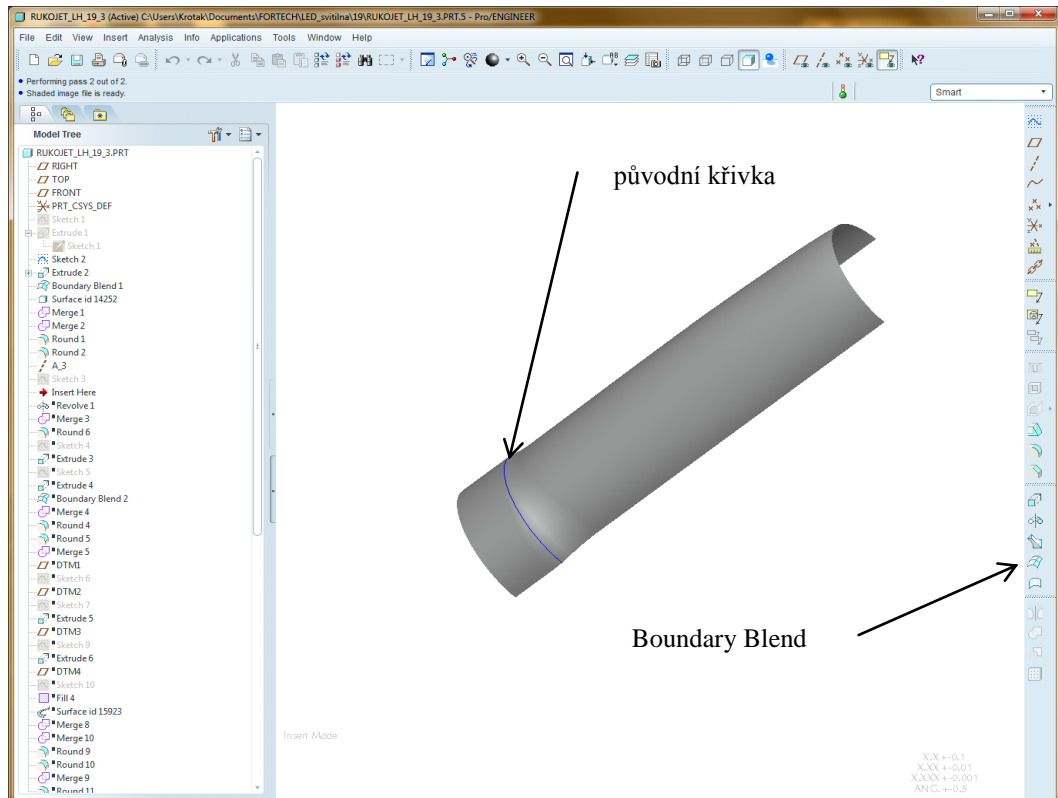 RUKOJET_LH_19_3 (Active) C:\Users\Krotak\Documents\FORTECH\LED_svitilna\19\RUKOJET_LH_19_3.PRT.5 - Pro/ENGINEER
File Edit View Insert Analysis Info Applications Tools Window Help
Performing pass 2 out of 2.
Shaded image file is ready.
Smart
Model Tree
RUKOJET_LH_19_3.PRT
RIGHT
TOP
FRONT
PRT_CSYS_DEF
Sketch 1
Extrude 1
Sketch 1
Sketch 2
Extrude 2
Boundary Blend 1
Surface id 14252
Merge 1
Merge 2
Round 1
Round 2
A_3
Sketch 3
Insert Here
Revolve 1
Merge 3
Round 6
Sketch 4
Extrude 3
Sketch 5
Extrude 4
Boundary Blend 2
Merge 4
Round 4
Round 5
Merge 5
DTM1
Sketch 6
DTM2
Sketch 7
Extrude 5
DTM3
Sketch 9
Extrude 6
DTM4
Sketch 10
Fill 4
Surface id 15923
Merge 8
Merge 10
Round 9
Round 10
Merge 9
Round 11
původní křivka
Boundary Blend
Insert Mode
X.X +-0.1
X.XX +-0.01
X.XXX +-0.001
ANG. +-0.5